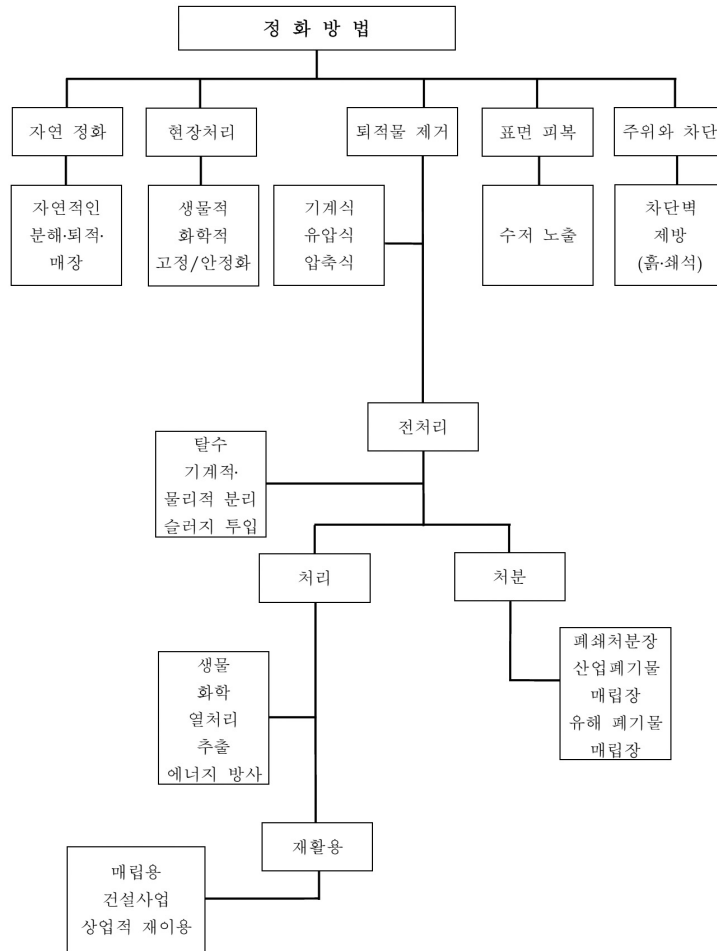 정 화 방 법
자연 정화
현장처리
퇴적물 제거
표면 피복
주위와 차단
자연적인
분해·퇴적·
매장
생물적
화학적
고정/안정화
기계식
유압식
압축식
수저 노출
차단벽
제방
(흙·쇄석)
전처리
탈수
기계적·
물리적 분리
슬러지 투입
처리
처분
생물
화학
열처리
추출
에너지 방사
폐쇄처분장
산업폐기물
매립장
유해 폐기물
매립장
재활용
매립용
건설사업
상업적 재이용